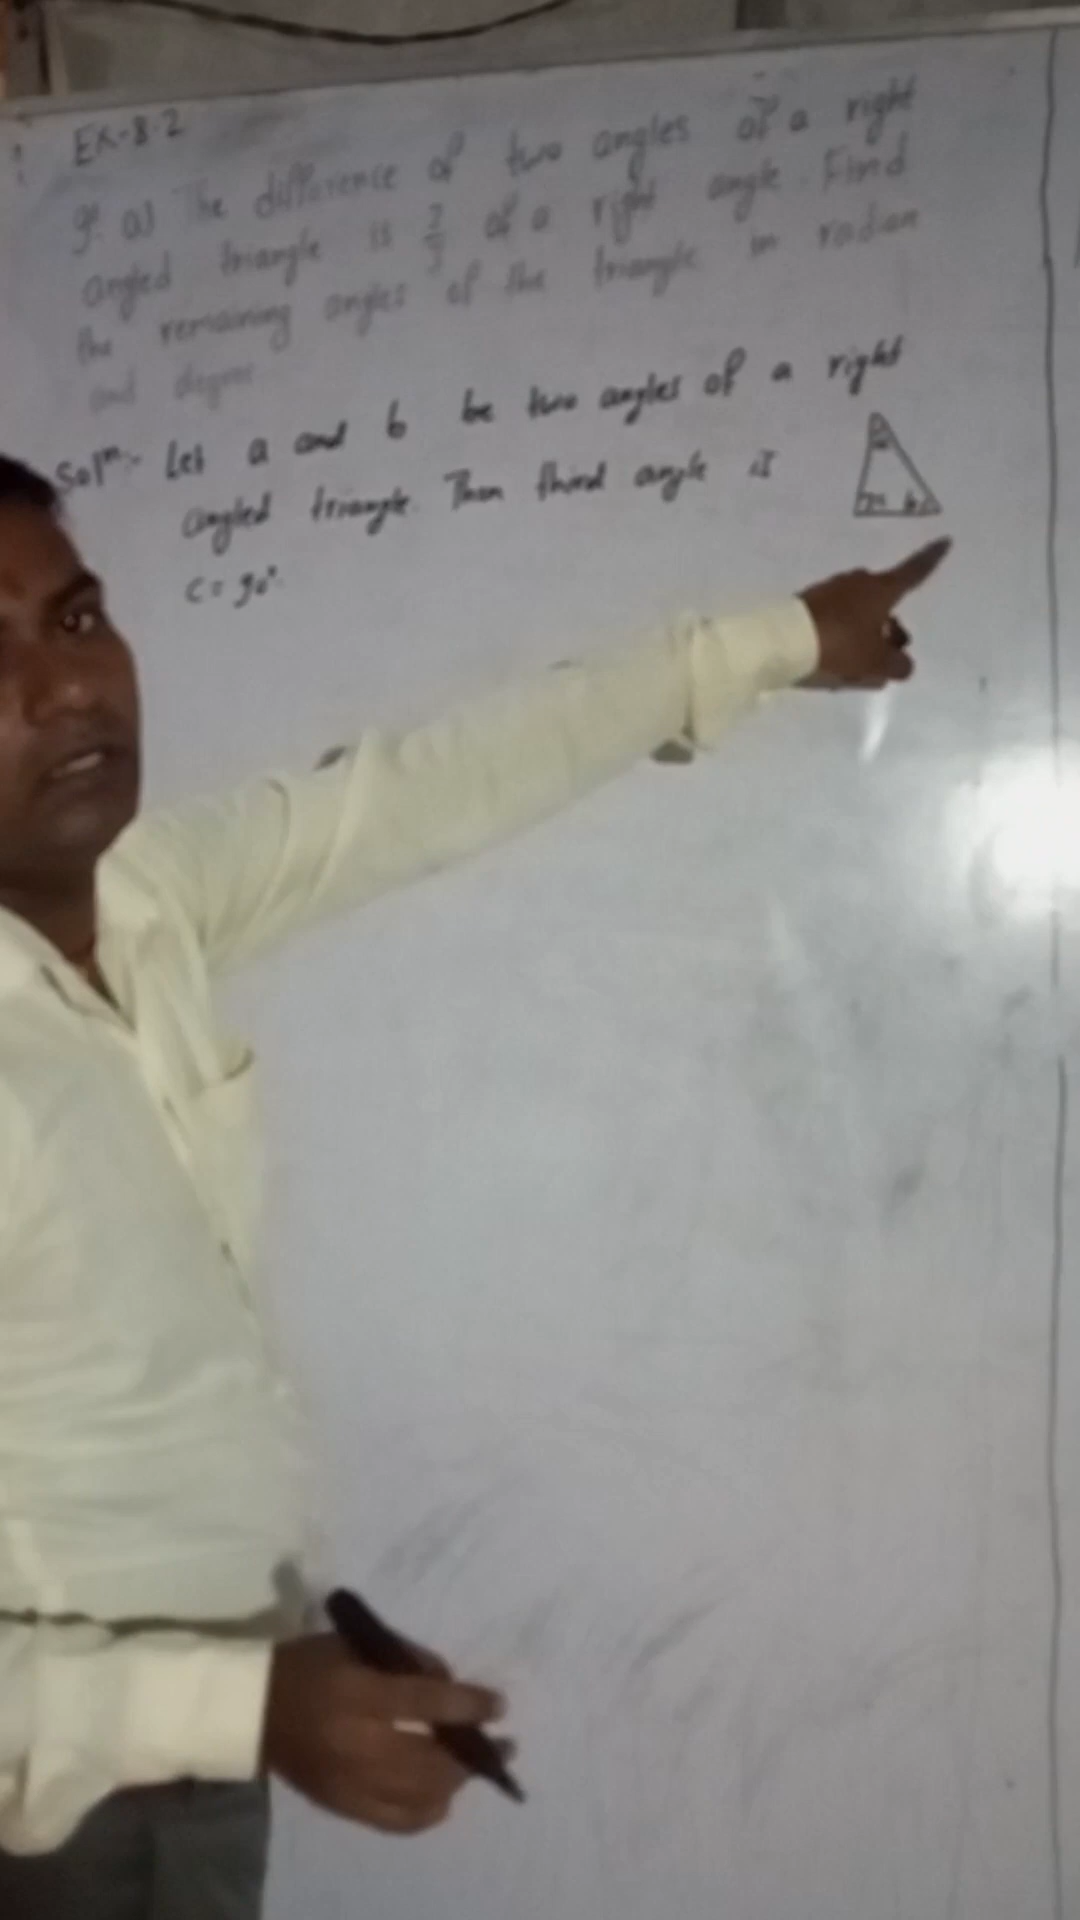 Ex-8.2
9. a) The difference of two angles of a right
angled triangle is 2/5 of a right angle. Find
the remaining angles of the triangle in radian
and degree
Solⁿ:- Let a and b be two angles of a right
angled triangle. Then third angle is
C = 90°.
a b